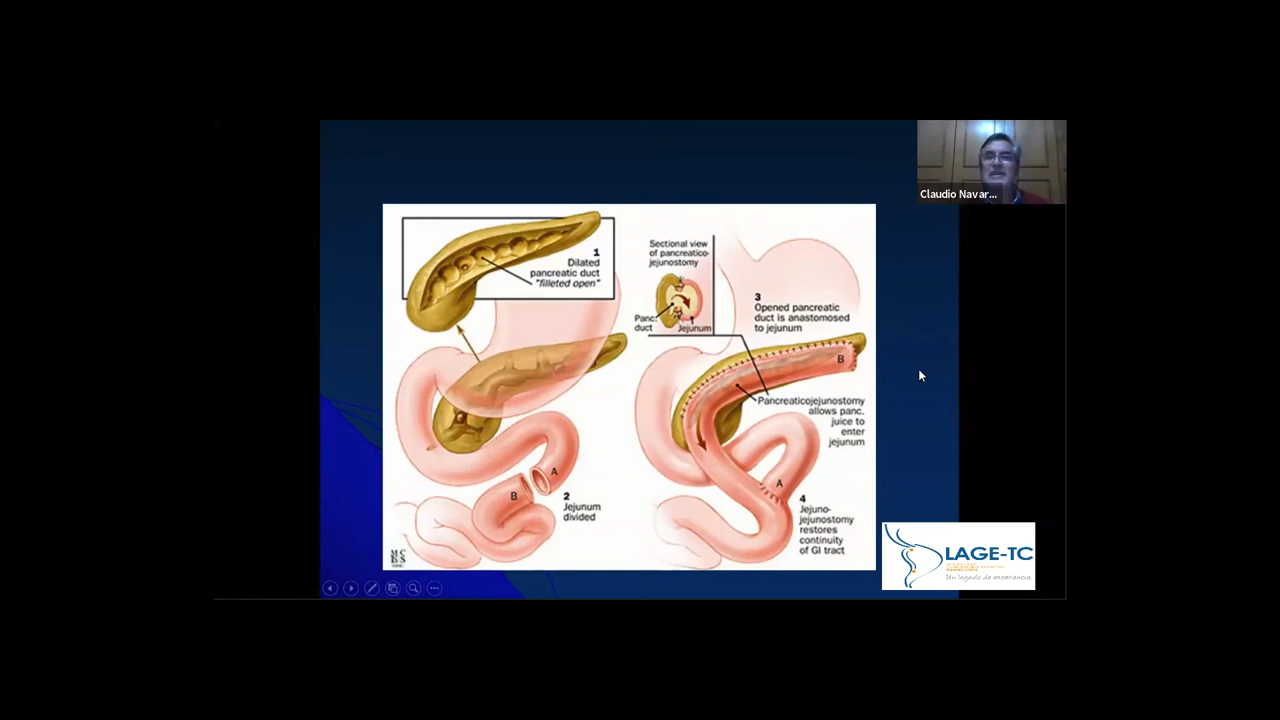 Claudio Navar...
1
Dilated
pancreatic duct
"filleted open"
Sectional view
of pancreatico-
jejunostomy
Panc.
duct
Jejunum
3
Opened pancreatic
duct is anastomosed
to jejunum
B
Pancreaticojejunostomy
allows panc.
juice to
enter
jejunum
A
B
2
Jejunum
divided
A
4
Jejuno-
jejunostomy
restores
continuity
of GI tract
LAGE-TC
Un legado de experiencia